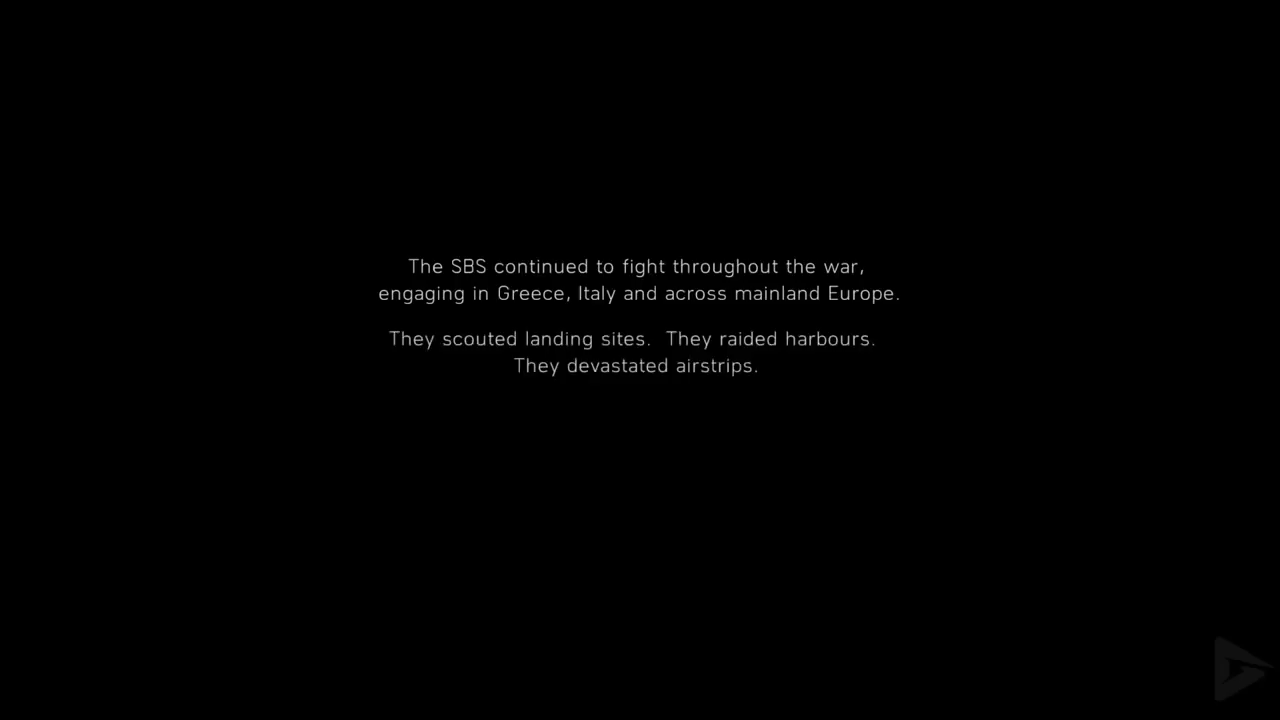 The SBS continued to fight throughout the war,
engaging in Greece, Italy and across mainland Europe.
They scouted landing sites.  They raided harbours.
They devastated airstrips.